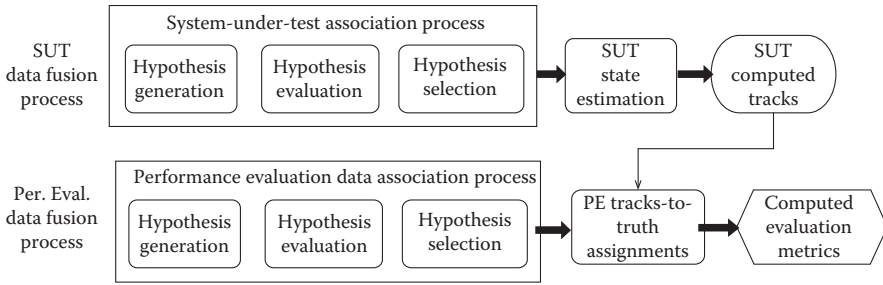 System-under-test association process
SUT
data fusion
process
Hypothesis
generation
Hypothesis
evaluation
Hypothesis
selection
SUT
state
estimation
SUT
computed
tracks
Performance evaluation data association process
Per. Eval.
data fusion
process
Hypothesis
generation
Hypothesis
evaluation
Hypothesis
selection
PE tracks-to-
truth
assignments
Computed
evaluation
metrics